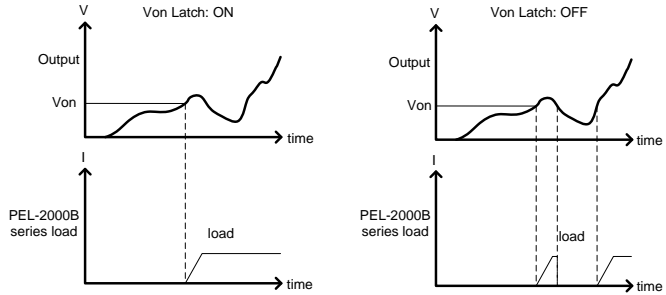 V
Von Latch: ON
Output
Von
time
I
PEL-2000B
series load
load
time
V
Von Latch: OFF
Output
Von
time
I
PEL-2000B
series load
load
time